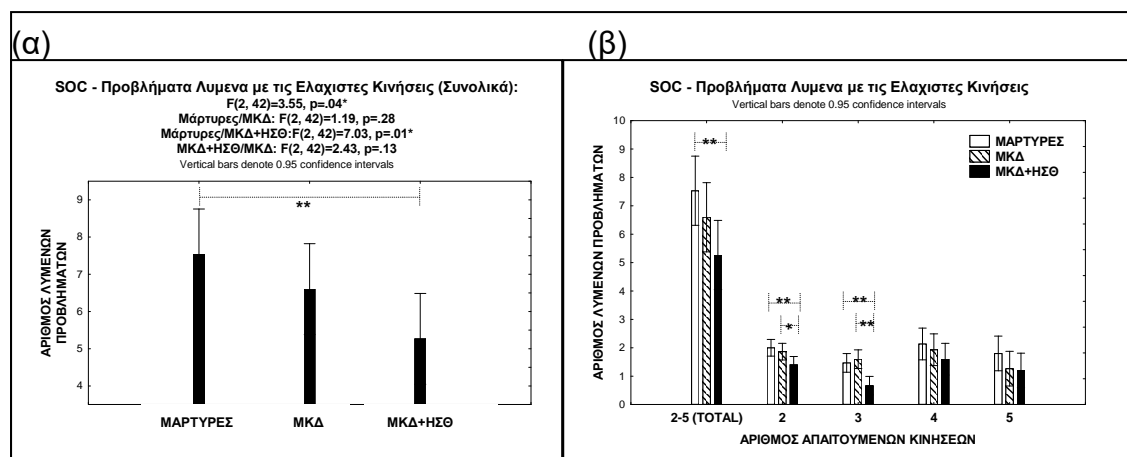 (α)
SOC - Προβλήματα Λυμενα με τις Ελαχιστες Κινήσεις (Συνολικά):
F(2, 42)=3.55, p=.04*
Μάρτυρες/ΜΚΔ: F(2, 42)=1.19, p=.28
Μάρτυρες/ΜΚΔ+ΗΣΘ:F(2, 42)=7.03, p=.01*
ΜΚΔ+ΗΣΘ/ΜΚΔ: F(2, 42)=2.43, p=.13
Vertical bars denote 0.95 confidence intervals
**
9
8
7
6
5
4
ΑΡΙΘΜΟΣ ΛΥΜΕΝΩΝ
ΠΡΟΒΛΗΜΑΤΩΝ
ΜΑΡΤΥΡΕΣ ΜΚΔ ΜΚΔ+ΗΣΘ
(β)
SOC - Προβλήματα Λυμενα με τις Ελαχιστες Κινήσεις
Vertical bars denote 0.95 confidence intervals
10
9
8
7
6
5
4
3
2
1
0
ΑΡΙΘΜΟΣ ΛΥΜΕΝΩΝ ΠΡΟΒΛΗΜΑΤΩΝ
ΜΑΡΤΥΡΕΣ
ΜΚΔ
ΜΚΔ+ΗΣΘ
**
** **
* **
2-5 (TOTAL) 2 3 4 5
ΑΡΙΘΜΟΣ ΑΠΑΙΤΟΥΜΕΝΩΝ ΚΙΝΗΣΕΩΝ